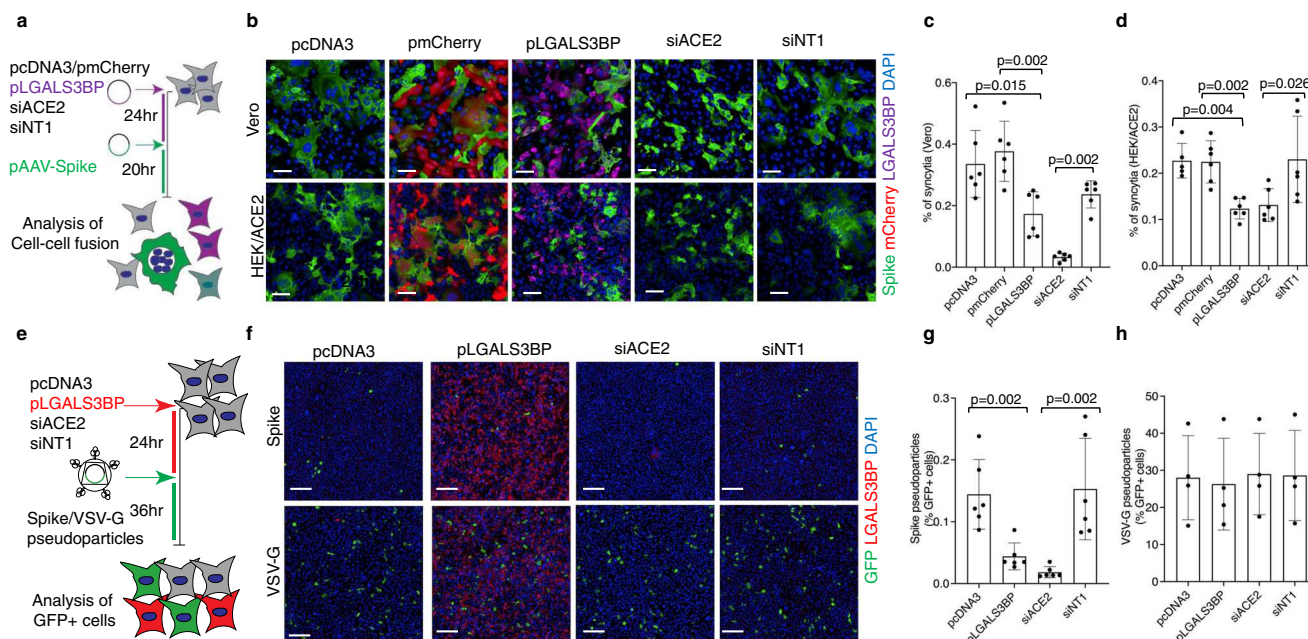 a
pcDNA3/pmCherry
pLGALS3BP
siACE2
siNT1
24hr
pAAV-Spike
20hr
Analysis of
Cell-cell fusion
b
pcDNA3
pmCherry
pLGALS3BP
siACE2
siNT1
Vero
HEK/ACE2
Spike mCherry LGALS3BP DAPI
c
p=0.002
p=0.015
p=0.002
% of syncytia (Vero)
0.6
0.4
0.2
0.0
pcDNA3
pmCherry
pLGALS3BP
siACE2
siNT1
d
p=0.002
p=0.026
p=0.004
% of syncytia (HEK/ACE2)
0.4
0.3
0.2
0.1
0.0
pcDNA3
pmCherry
pLGALS3BP
siACE2
siNT1
e
pcDNA3
pLGALS3BP
siACE2
siNT1
24hr
36hr
Spike/VSV-G
pseudoparticles
Analysis of
GFP+ cells
f
pcDNA3
pLGALS3BP
siACE2
siNT1
Spike
VSV-G
GFP LGALS3BP DAPI
g
p=0.002
p=0.002
Spike pseudoparticles
(% GFP+ cells)
0.3
0.2
0.1
0.0
pcDNA3
pLGALS3BP
siACE2
siNT1
h
VSV-G pseudoparticles
(% GFP+ cells)
50
40
30
20
10
0
pcDNA3
pLGALS3BP
siACE2
siNT1